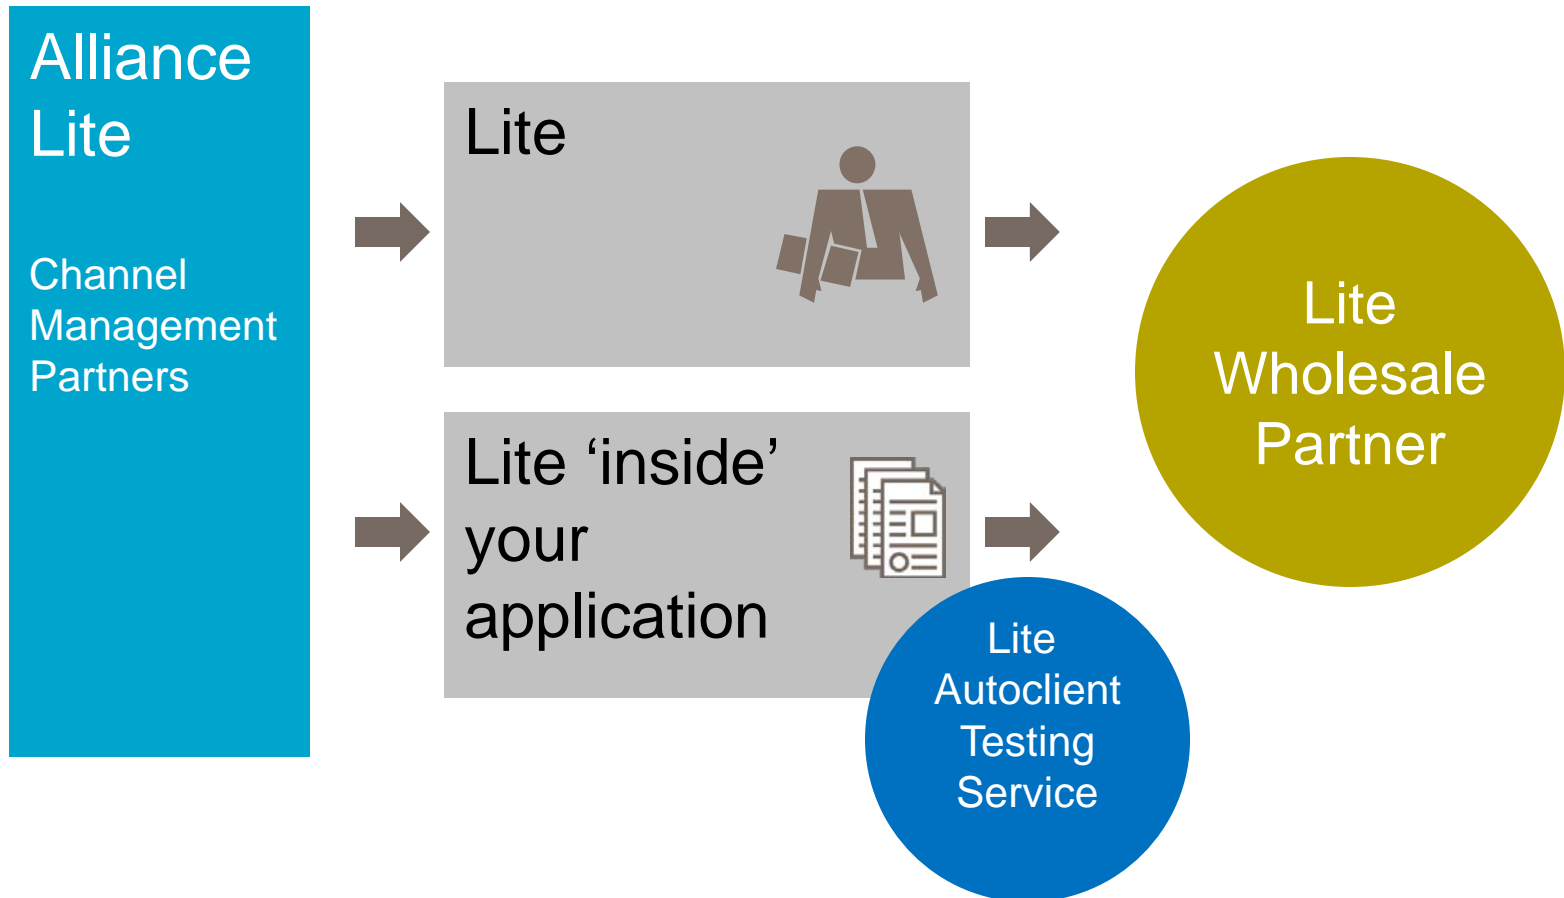 Alliance
Lite
Channel
Management
Partners
Lite
Lite ‘inside’
your
application
Lite
Wholesale
Partner
Lite
Autoclient
Testing
Service